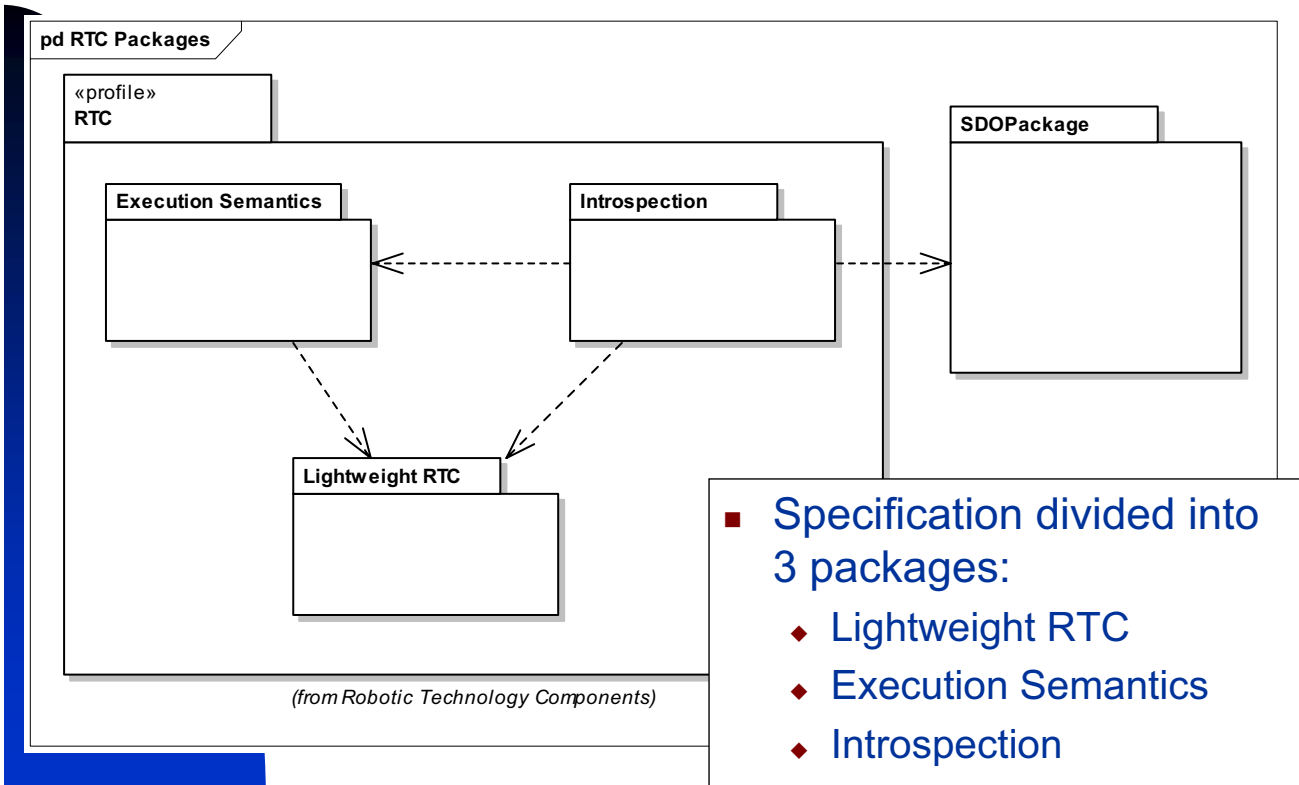 pd RTC Packages
«profile»
RTC
SDOPackage
Execution Semantics
Introspection
Lightweight RTC
(from Robotic Technology Components)
■ Specification divided into
3 packages:
◆ Lightweight RTC
◆ Execution Semantics
◆ Introspection